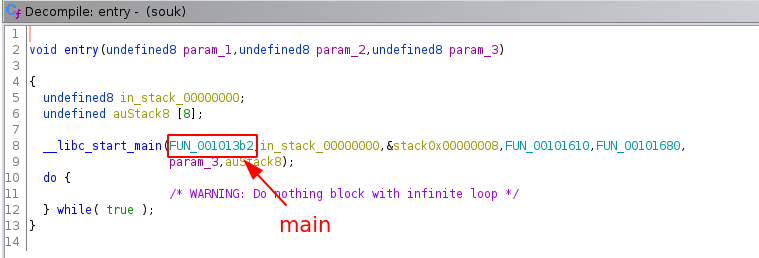 Decompile: entry - (souk)
1
2 void entry(undefined8 param_1,undefined8 param_2,undefined8 param_3)
3
4 {
5 undefined8 in_stack_00000000;
6 undefined auStack8 [8];
7
8 __libc_start_main(FUN_001013b2,in_stack_00000000,&stack0x00000008,FUN_00101610,FUN_00101680,
9 param_3,auStack8);
10 do {
11 /* WARNING: Do nothing block with infinite loop */
12 } while( true );
13 }
14
main